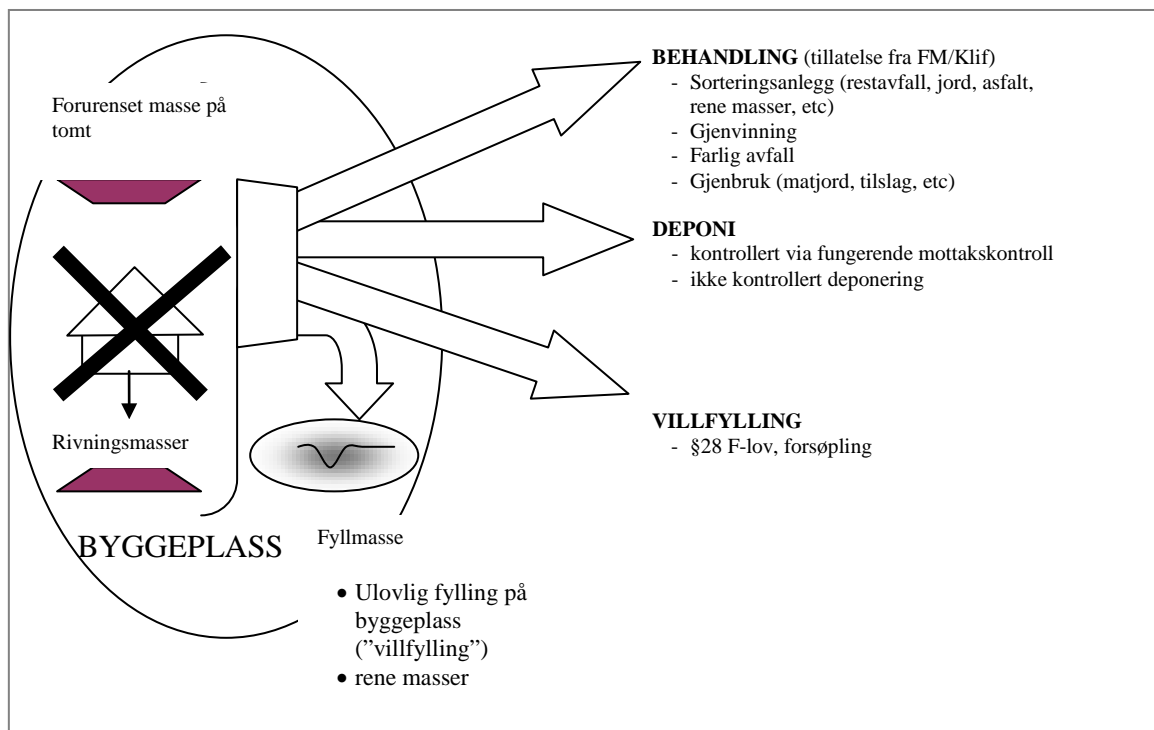 Forurenset masse på
tomt
Rivningsmasser
BYGGEPLASS
Fyllmasse
• Ulovlig fylling på
byggeplass
(”villfylling”)
• rene masser
BEHANDLING (tillatelse fra FM/Klif)
- Sorteringsanlegg (restavfall, jord, asfalt,
rene masser, etc)
- Gjenvinning
- Farlig avfall
- Gjenbruk (matjord, tilslag, etc)
DEPONI
- kontrollert via fungerende mottakskontroll
- ikke kontrollert deponering
VILLFYLLING
- §28 F-lov, forsøpling